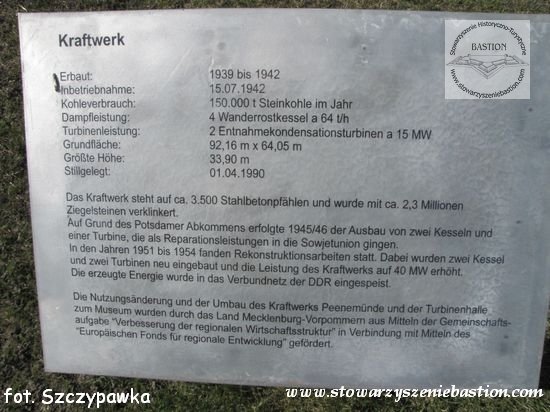 Stowarzyszenie Historyczno-Turystyczne
BASTION
www.stowarzyszeniebastion.com
Kraftwerk
Erbaut: 1939 bis 1942
Inbetriebnahme: 15.07.1942
Kohleverbrauch: 150.000 t Steinkohle im Jahr
Dampfleistung: 4 Wanderrostkessel a 64 t/h
Turbinenleistung: 2 Entnahmekondensationsturbinen a 15 MW
Grundfläche: 92,16 m x 64,05 m
Größte Höhe: 33,90 m
Stillgelegt: 01.04.1990
Das Kraftwerk steht auf ca. 3.500 Stahlbetonpfählen und wurde mit ca. 2,3 Millionen
Ziegelsteinen verklinkert.
Auf Grund des Potsdamer Abkommens erfolgte 1945/46 der Ausbau von zwei Kesseln und
einer Turbine, die als Reparationsleistungen in die Sowjetunion gingen.
In den Jahren 1951 bis 1954 fanden Rekonstruktionsarbeiten statt. Dabei wurden zwei Kessel
und zwei Turbinen neu eingebaut und die Leistung des Kraftwerks auf 40 MW erhöht.
Die erzeugte Energie wurde in das Verbundnetz der DDR eingespeist.
Die Nutzungsänderung und der Umbau des Kraftwerks Peenemünde und der Turbinenhalle
zum Museum wurden durch das Land Mecklenburg-Vorpommern aus Mitteln der Gemeinschafts-
aufgabe "Verbesserung der regionalen Wirtschaftsstruktur" in Verbindung mit Mitteln des
"Europäischen Fonds für regionale Entwicklung" gefördert.
fot. Szczypawka
www.stowarzyszeniebastion.com